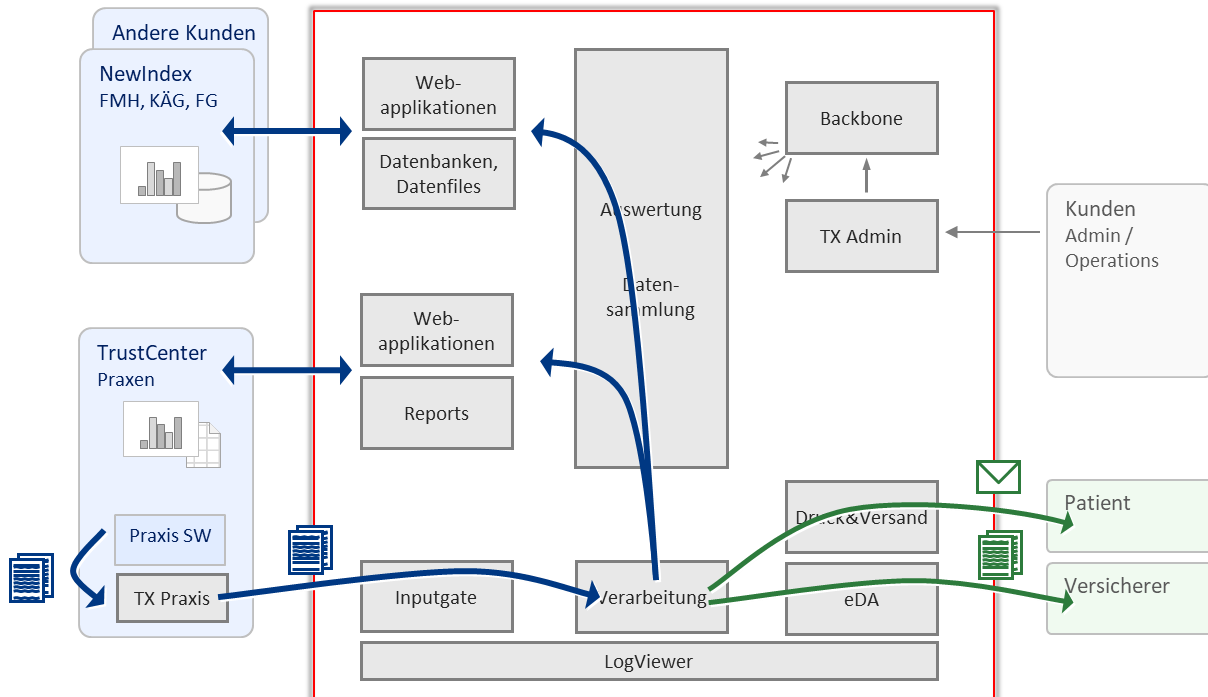 Andere Kunden
NewIndex
FMH, KÄG, FG
Web-
applikationen
Datenbanken,
Datenfiles
Auswertung
Daten-
sammlung
Backbone
TX Admin
Kunden
Admin /
Operations
TrustCenter
Praxen
Web-
applikationen
Reports
Praxis SW
TX Praxis
Inputgate
Verarbeitung
Druck&Versand
eDA
Patient
Versicherer
LogViewer